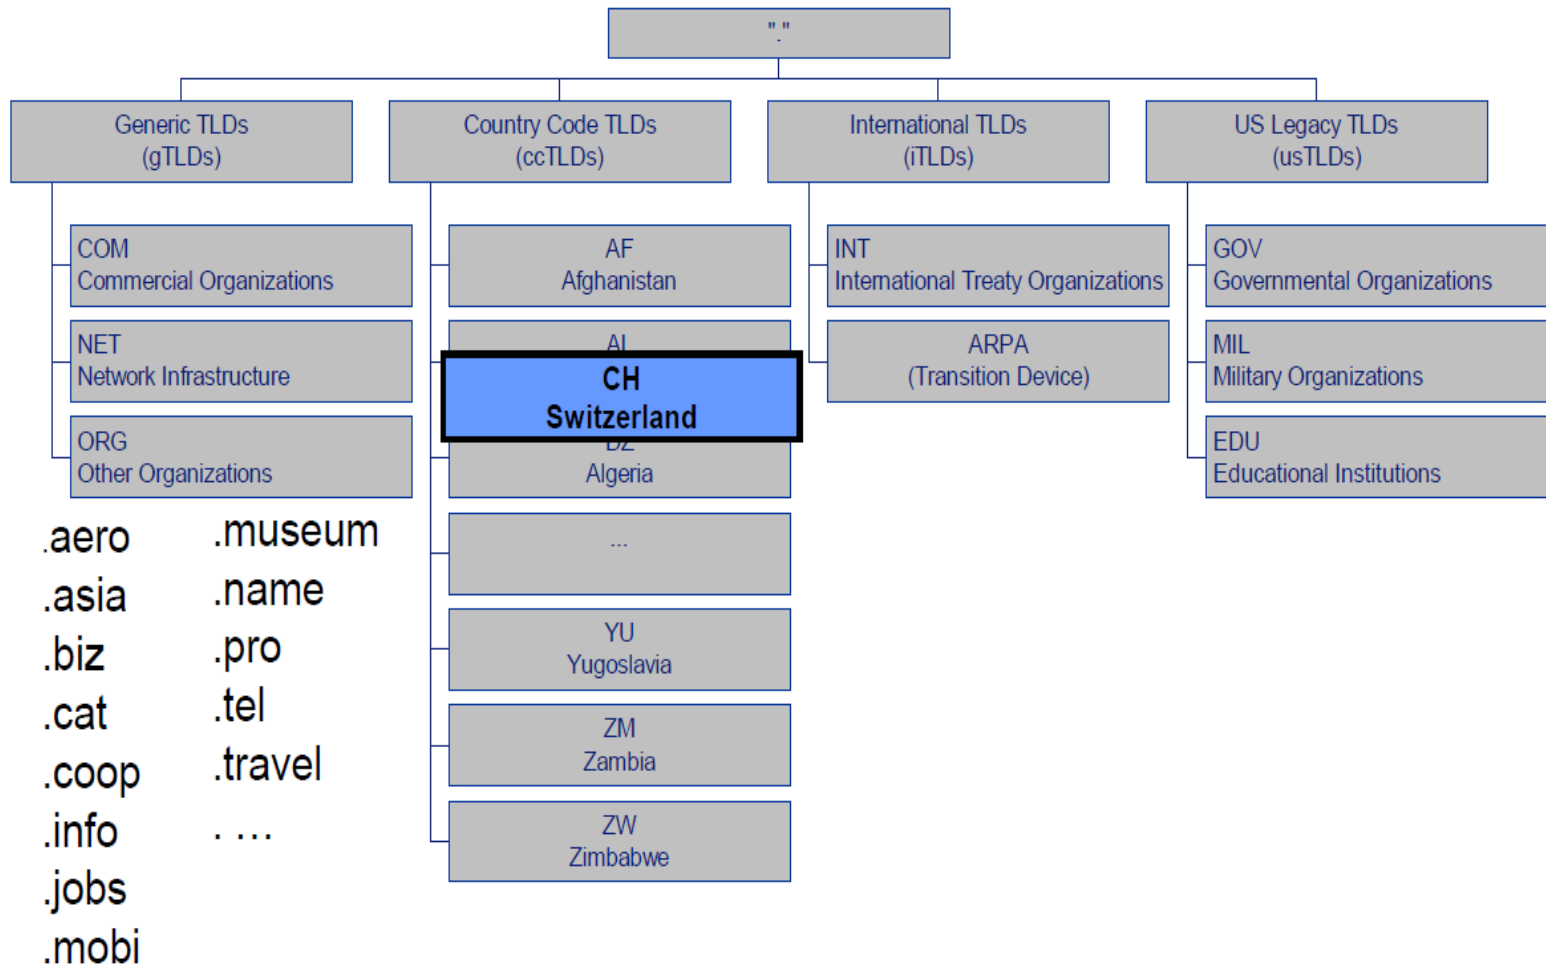 "."
Generic TLDs
(gTLDs)
Country Code TLDs
(ccTLDs)
International TLDs
(iTLDs)
US Legacy TLDs
(usTLDs)
COM
Commercial Organizations
NET
Network Infrastructure
ORG
Other Organizations
.aero
.asia
.biz
.cat
.coop
.info
.jobs
.mobi
.museum
.name
.pro
.tel
.travel
. ...
AF
Afghanistan
CH
Switzerland
DZ
Algeria
...
YU
Yugoslavia
ZM
Zambia
ZW
Zimbabwe
INT
International Treaty Organizations
ARPA
(Transition Device)
GOV
Governmental Organizations
MIL
Military Organizations
EDU
Educational Institutions